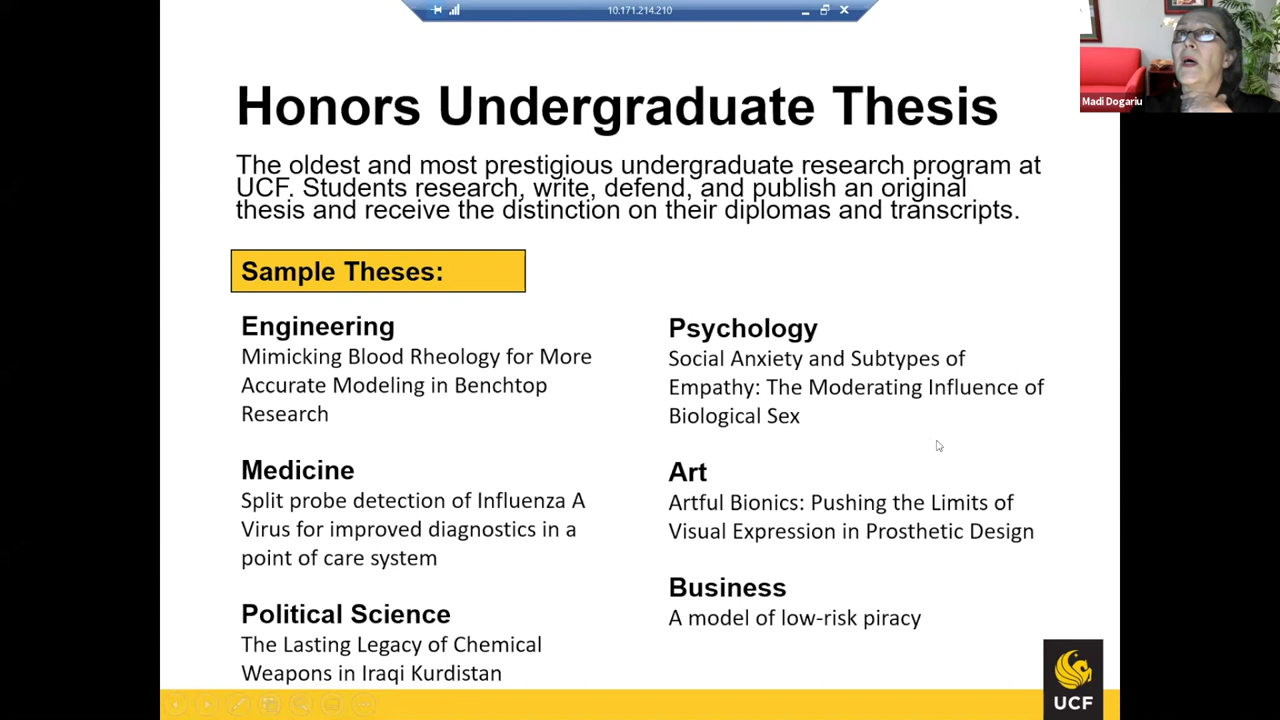 10.171.214.210
Honors Undergraduate Thesis
The oldest and most prestigious undergraduate research program at
UCF. Students research, write, defend, and publish an original
thesis and receive the distinction on their diplomas and transcripts.
Sample Theses:
Engineering
Mimicking Blood Rheology for More
Accurate Modeling in Benchtop
Research
Medicine
Split probe detection of Influenza A
Virus for improved diagnostics in a
point of care system
Political Science
The Lasting Legacy of Chemical
Weapons in Iraqi Kurdistan
Psychology
Social Anxiety and Subtypes of
Empathy: The Moderating Influence of
Biological Sex
Art
Artful Bionics: Pushing the Limits of
Visual Expression in Prosthetic Design
Business
A model of low-risk piracy
UCF
Madi Dogariu